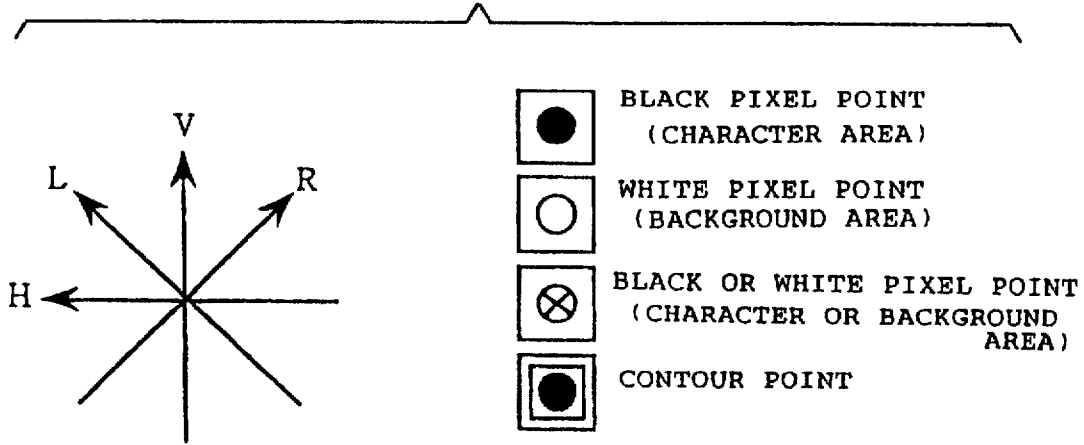 V
L
R
H
BLACK PIXEL POINT
(CHARACTER AREA)
WHITE PIXEL POINT
(BACKGROUND AREA)
BLACK OR WHITE PIXEL POINT
(CHARACTER OR BACKGROUND
AREA)
CONTOUR POINT